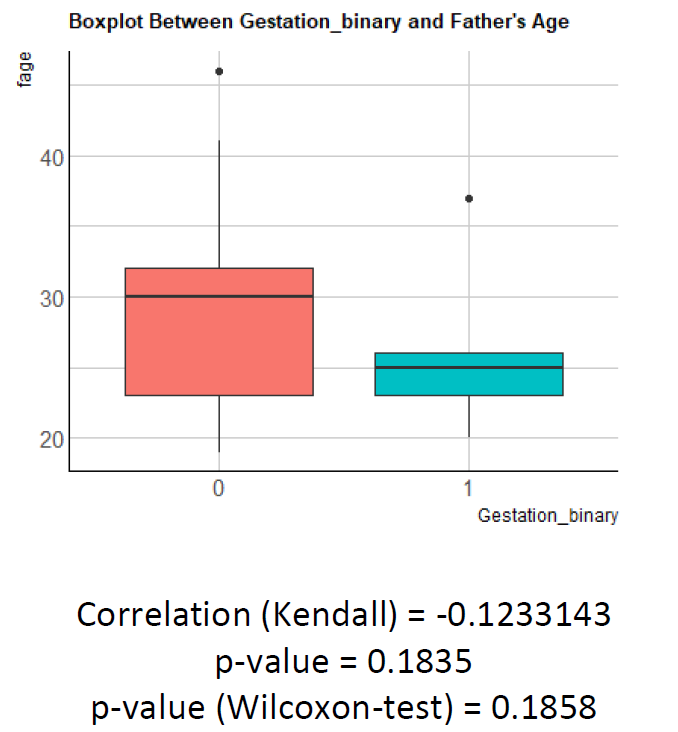 Boxplot Between Gestation_binary and Father's Age
fage
40
30
20
0 1
Gestation_binary
Correlation (Kendall) = -0.1233143
p-value = 0.1835
p-value (Wilcoxon-test) = 0.1858